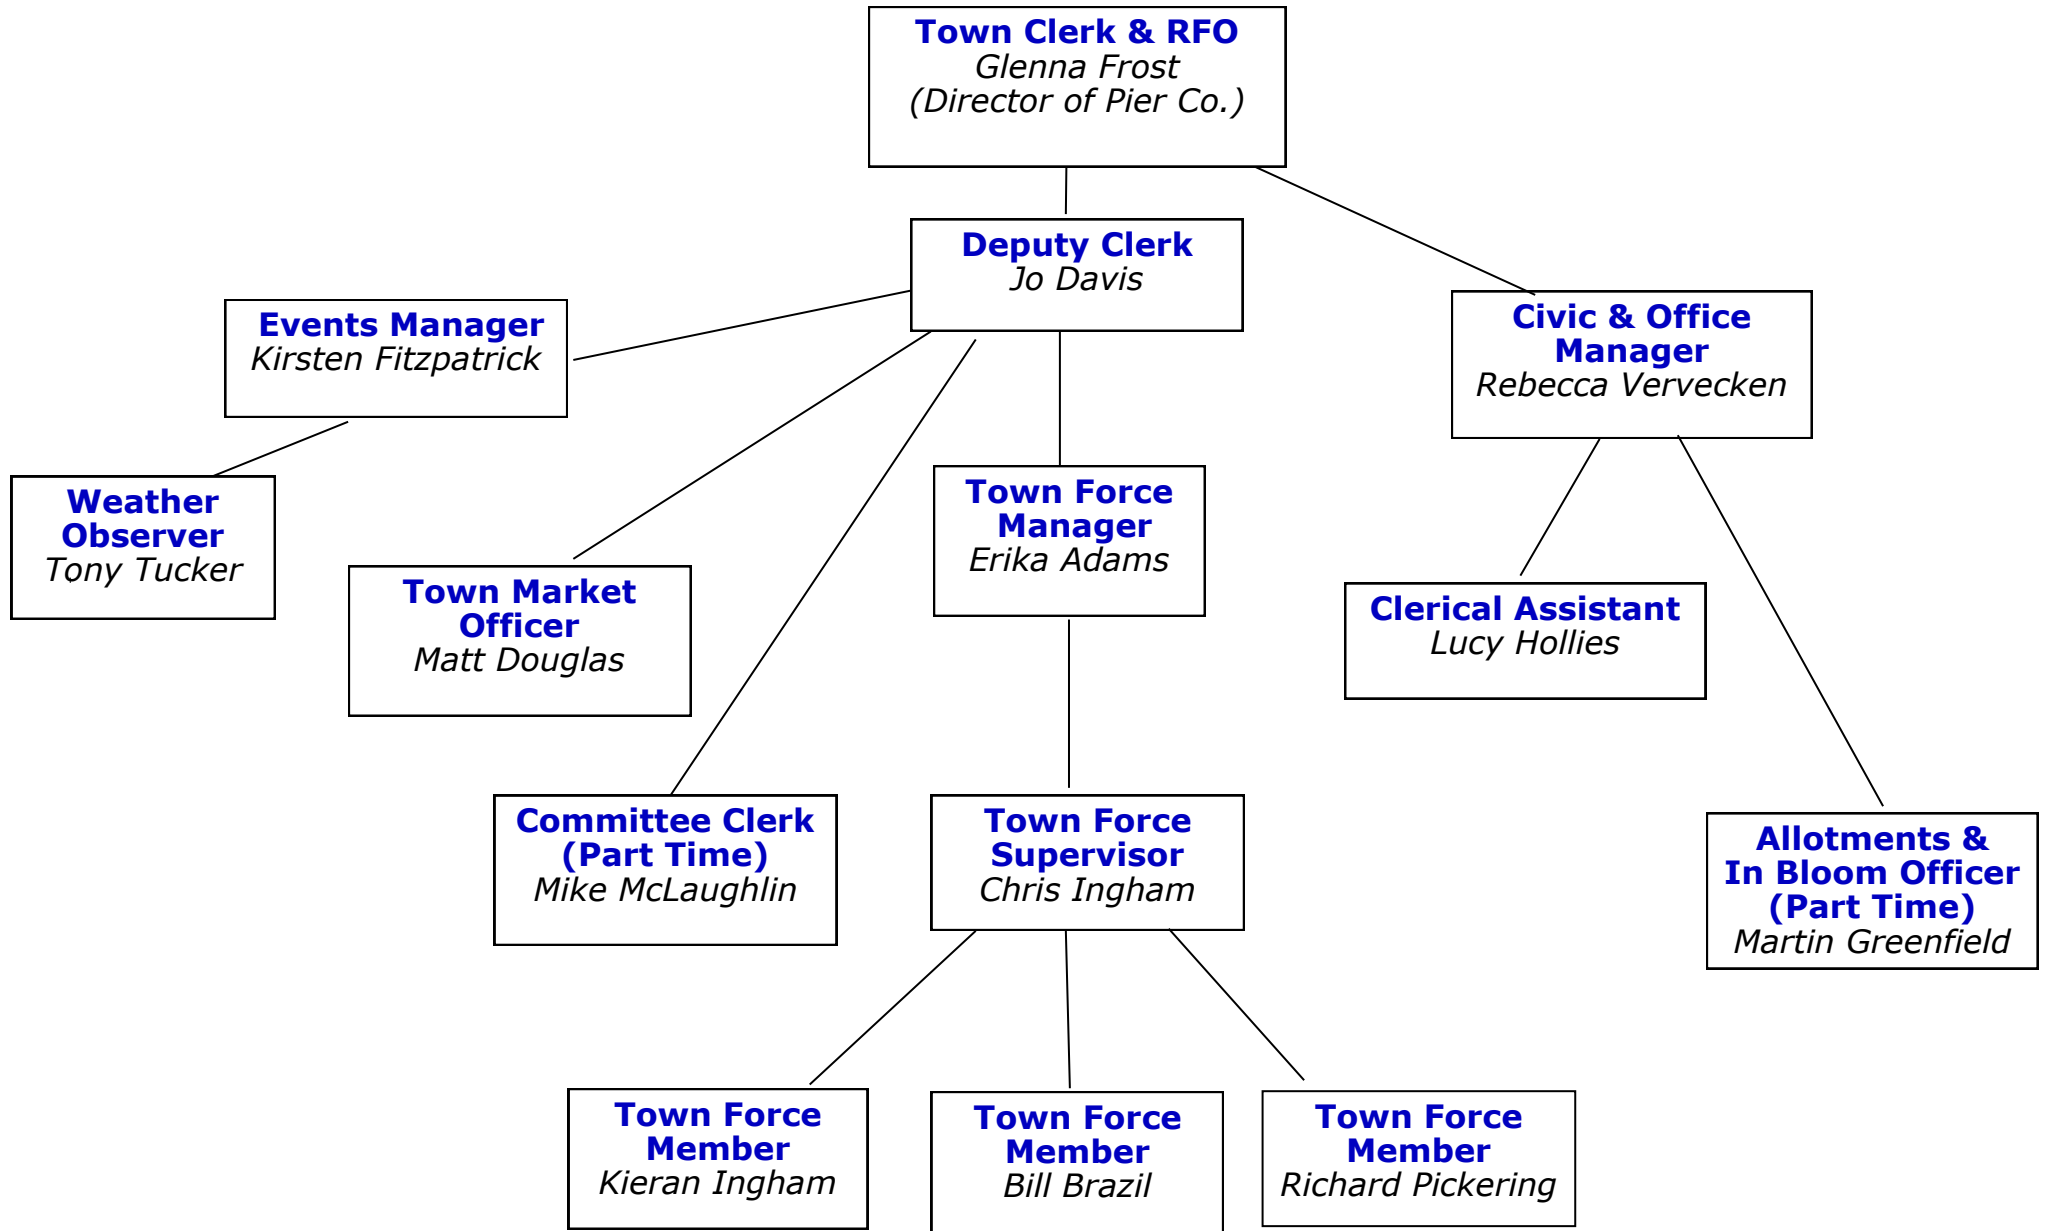 Town Clerk & RFO
Glenna Frost
(Director of Pier Co.)
Deputy Clerk
Jo Davis
Events Manager
Kirsten Fitzpatrick
Civic & Office
Manager
Rebecca Vervecken
Weather
Observer
Tony Tucker
Town Market
Officer
Matt Douglas
Town Force
Manager
Erika Adams
Clerical Assistant
Lucy Hollies
Committee Clerk
(Part Time)
Mike McLaughlin
Town Force
Supervisor
Chris Ingham
Allotments &
In Bloom Officer
(Part Time)
Martin Greenfield
Town Force
Member
Kieran Ingham
Town Force
Member
Bill Brazil
Town Force
Member
Richard Pickering